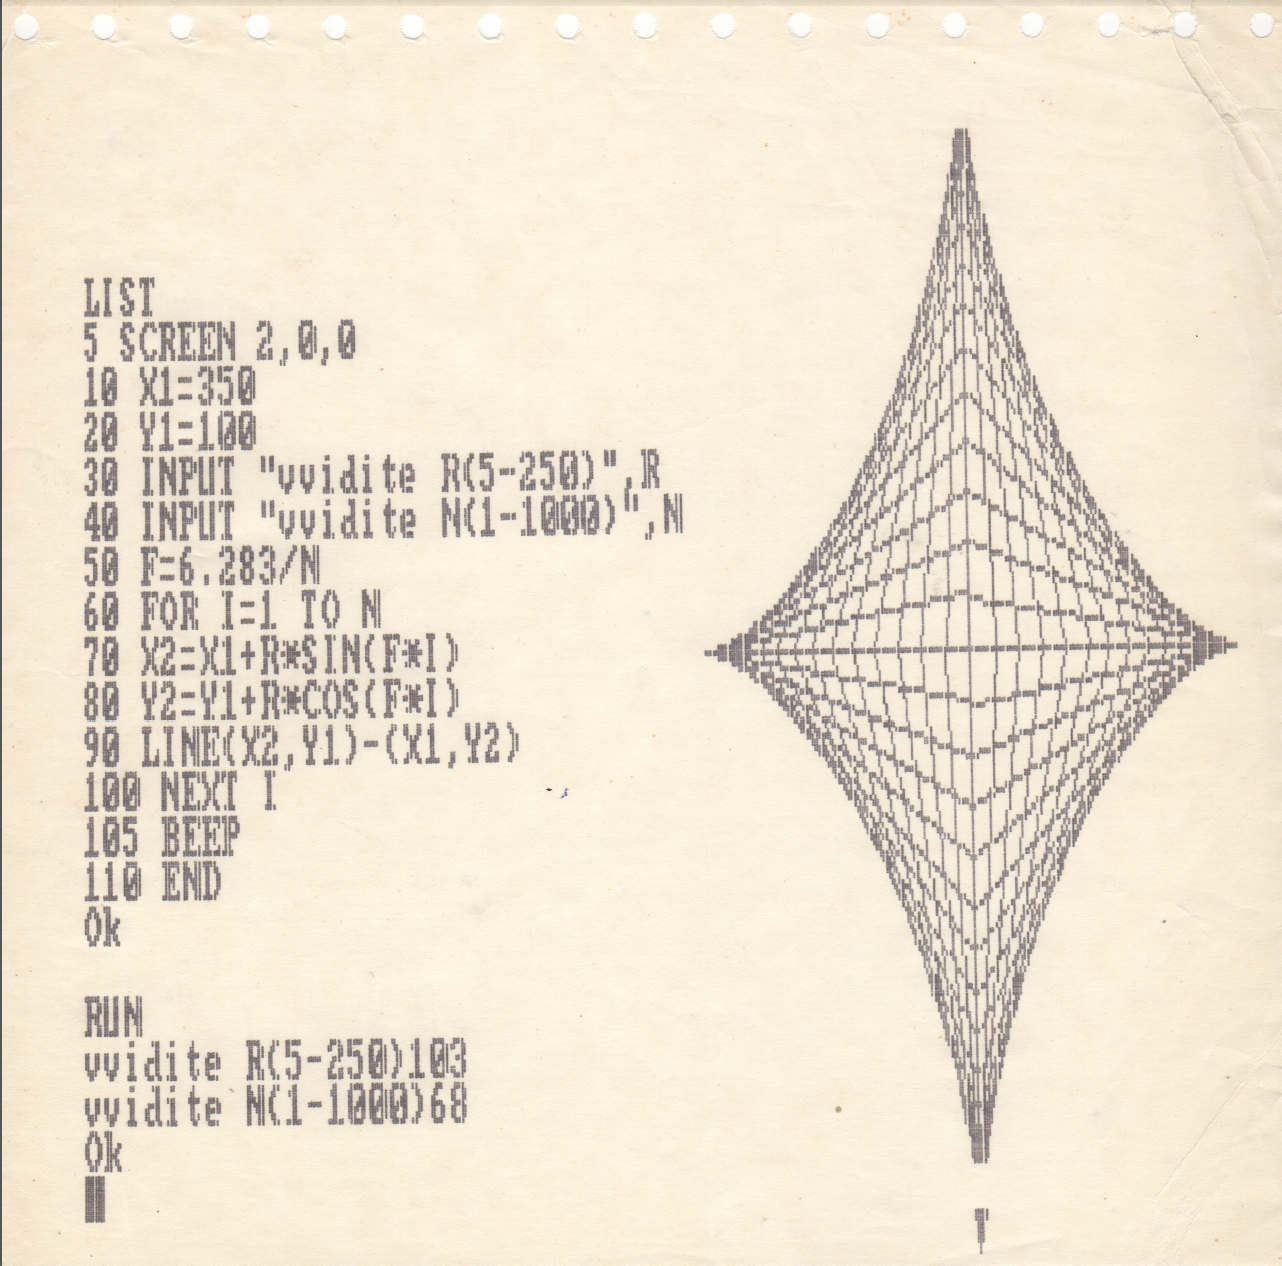 LIST
5 SCREEN 2,0,0
10 X1=350
20 Y1=100
30 INPUT "vvidite R(5-250)",R
40 INPUT "vvidite N(1-1000)",N
50 F=6.283/N
60 FOR I=1 TO N
70 X2=X1+R*SIN(F*I)
80 Y2=Y1+R*COS(F*I)
90 LINE(X2,Y1)-(X1,Y2)
100 NEXT I
105 BEEP
110 END
Ok
RUN
vvidite R(5-250)103
vvidite N(1-1000)68
Ok